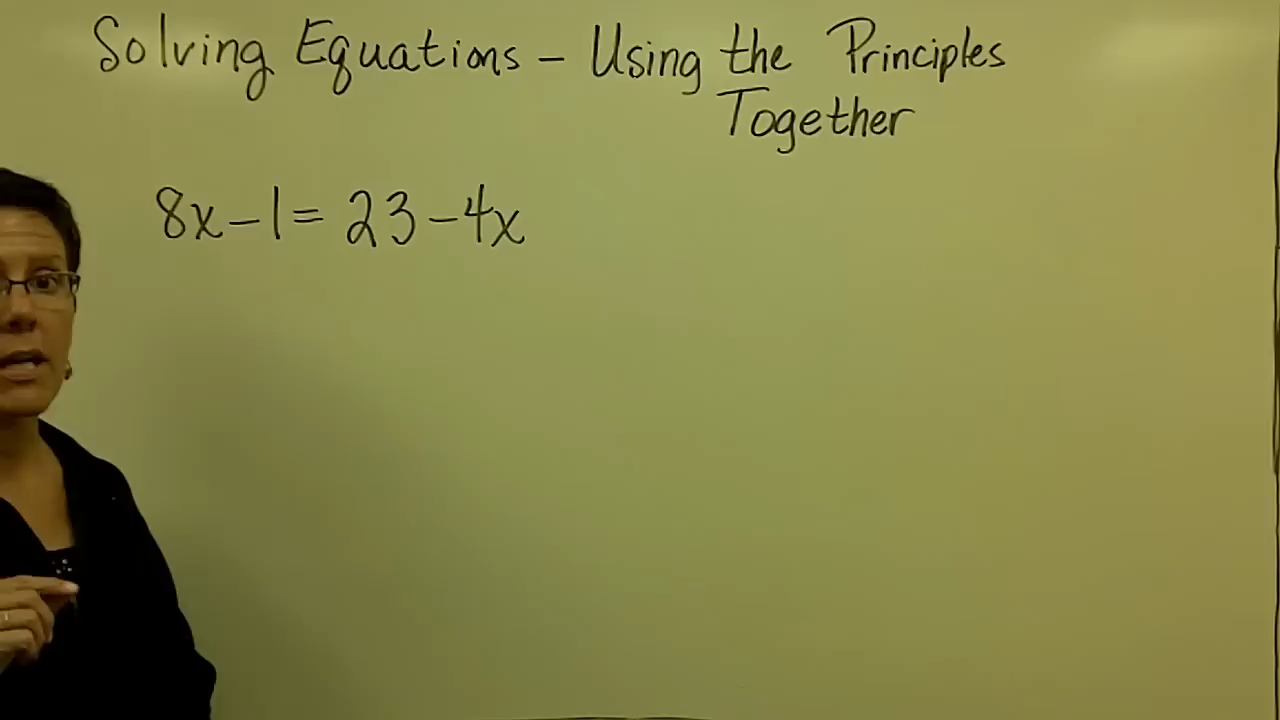 Solving Equations – Using the Principles
Together
8x – 1 = 23 – 4x